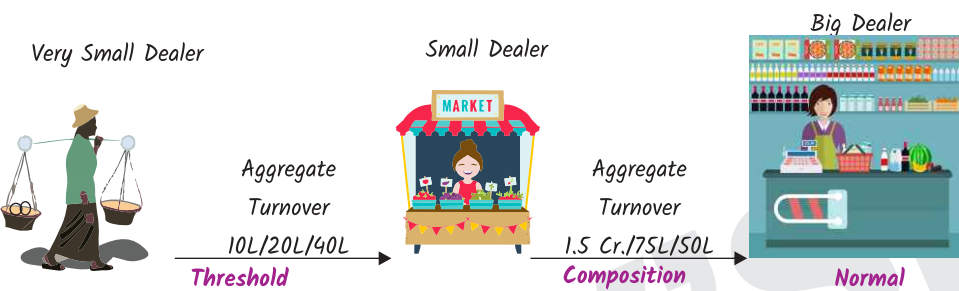 Very Small Dealer
Small Dealer
Big Dealer
MARKET
Aggregate
Turnover
10L/20L/40L
Threshold
Aggregate
Turnover
1.5 Cr./75L/50L
Composition
Normal